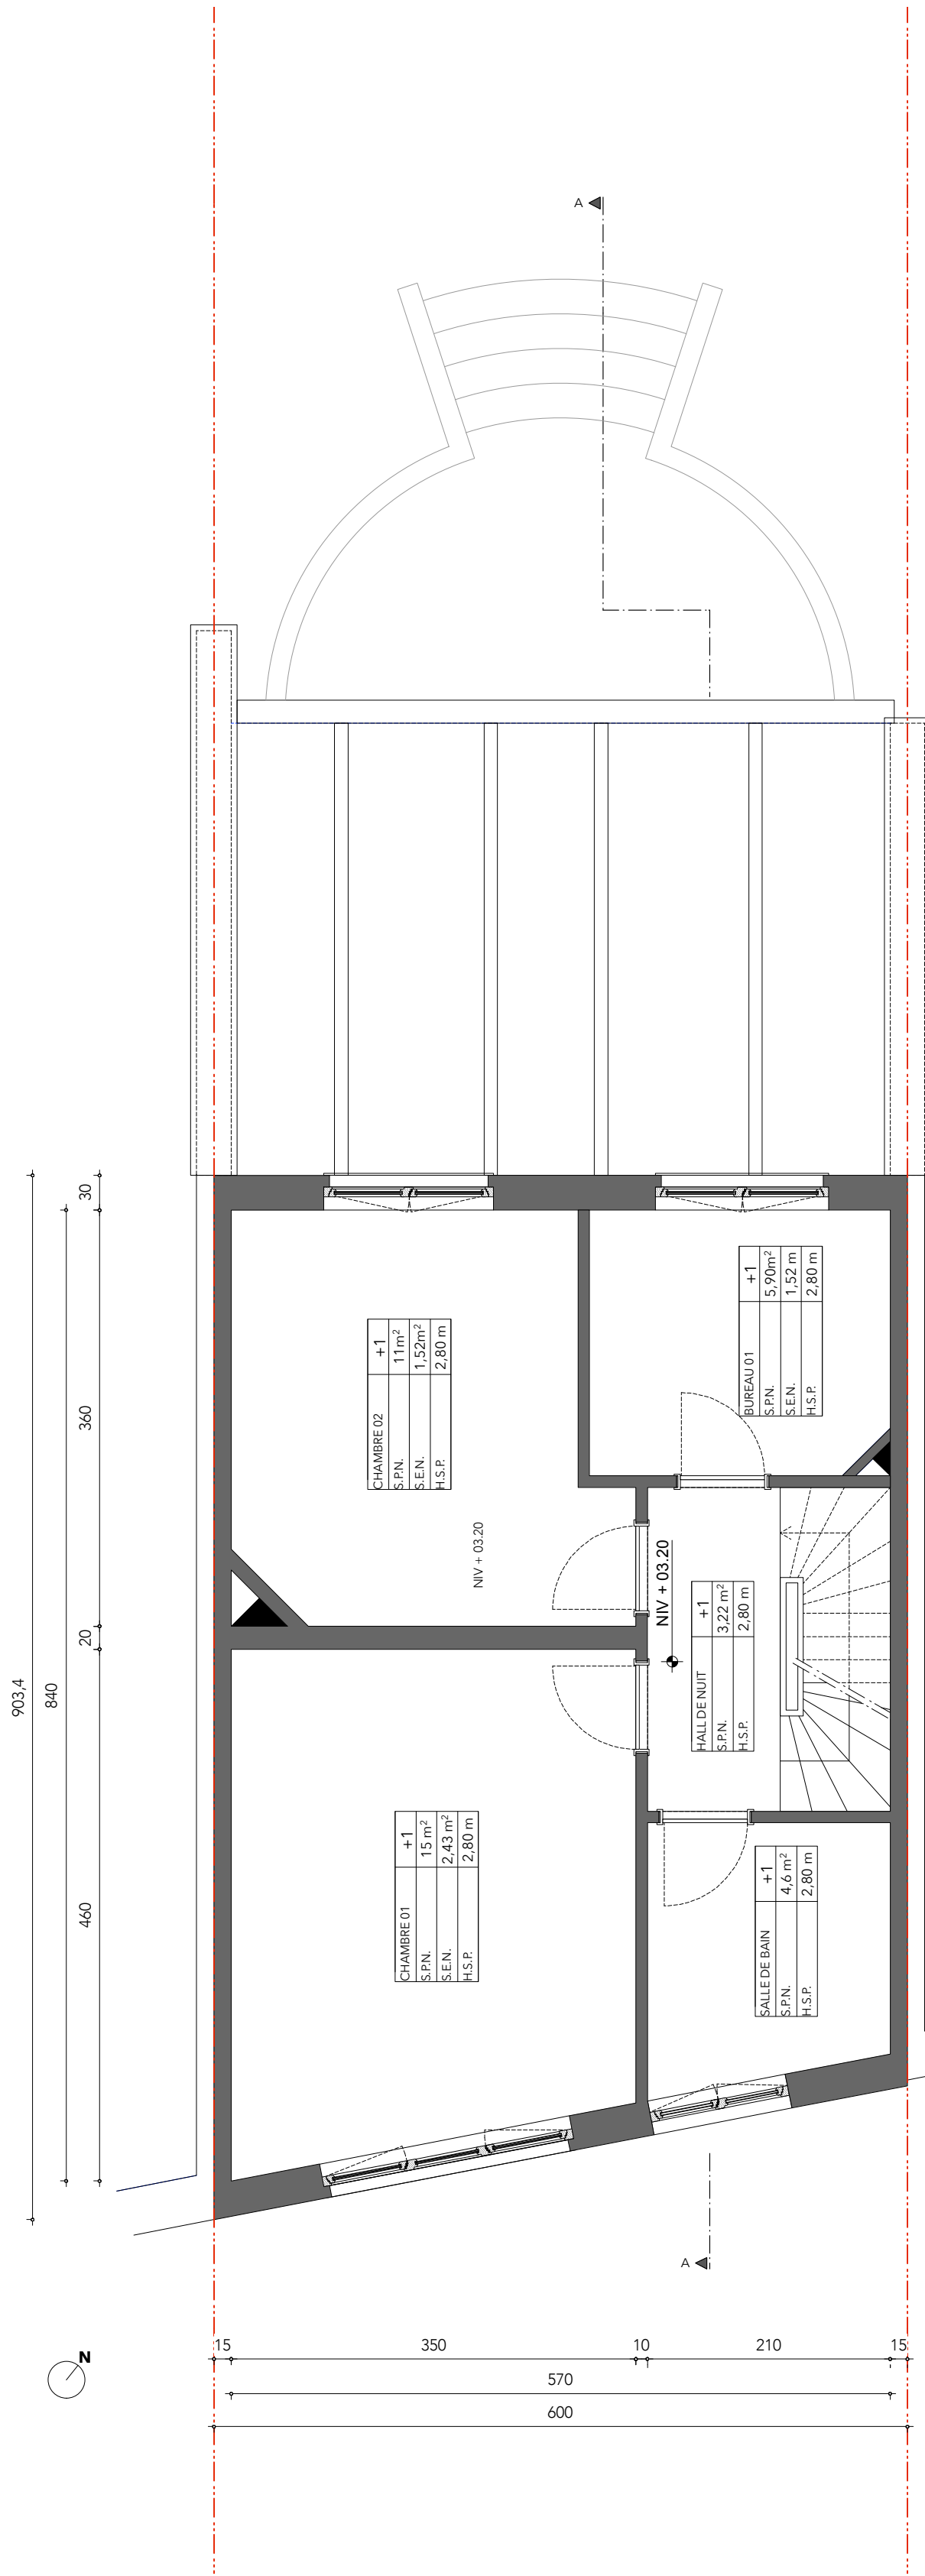 A
30
360
20
460
840
903,4
CHAMBRE 02 +1
S.P.N. 11m²
S.E.N. 1,52m²
H.S.P. 2,80 m
BUREAU 01 +1
S.P.N. 5,90m²
S.E.N. 1,52 m
H.S.P. 2,80 m
NIV + 03.20
NIV + 03.20
HALL DE NUIT +1
S.P.N. 3,22 m²
H.S.P. 2,80 m
CHAMBRE 01 +1
S.P.N. 15 m²
S.E.N. 2,43 m²
H.S.P. 2,80 m
SALLE DE BAIN +1
S.P.N. 4,6 m²
H.S.P. 2,80 m
A
N
15 350 10 210 15
570
600